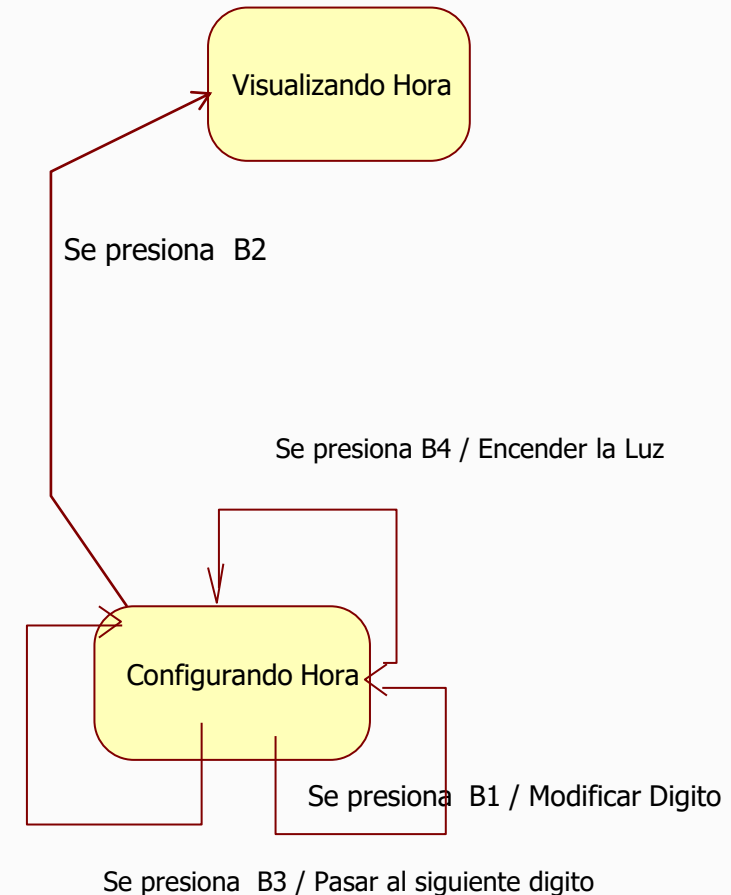 Visualizando Hora
Se presiona  B2
Se presiona B4 / Encender la Luz
Configurando Hora
Se presiona  B1 / Modificar Digito
Se presiona  B3 / Pasar al siguiente digito